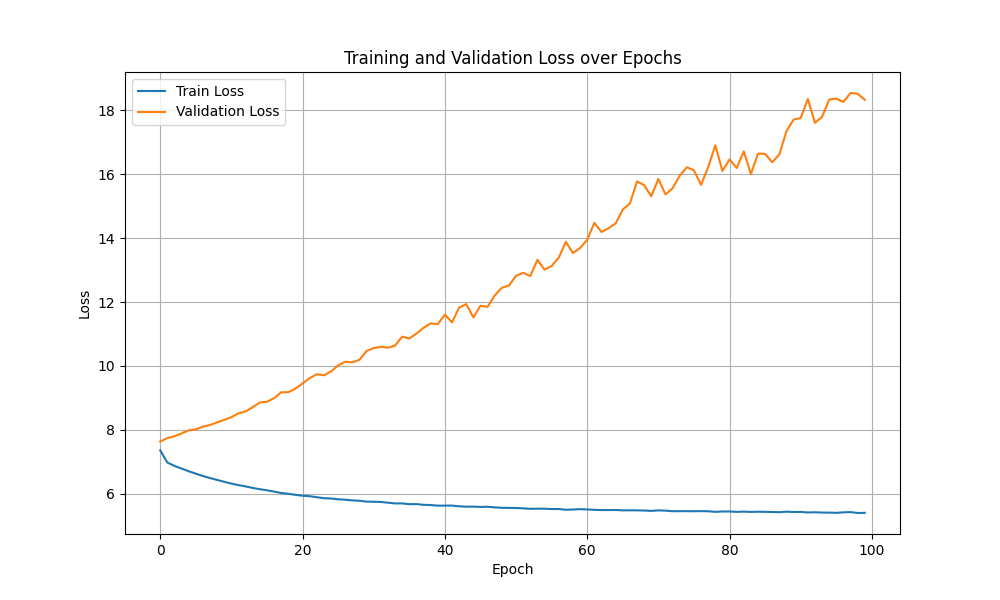 Training and Validation Loss over Epochs
Train Loss
Validation Loss
18
16
14
12
10
8
6
Loss
0 20 40 60 80 100
Epoch